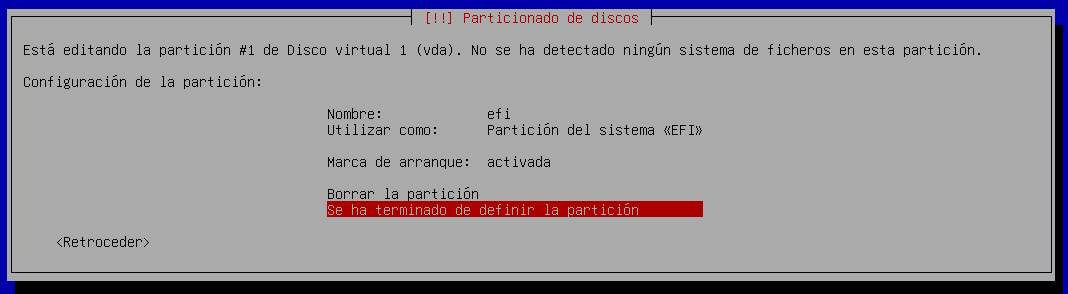 [!!] Particionado de discos
Está editando la partición #1 de Disco virtual 1 (vda). No se ha detectado ningún sistema de ficheros en esta partición.
Configuración de la partición:
Nombre: efi
Utilizar como: Partición del sistema «EFI»
Marca de arranque: activada
Borrar la partición
Se ha terminado de definir la partición
<Retroceder>